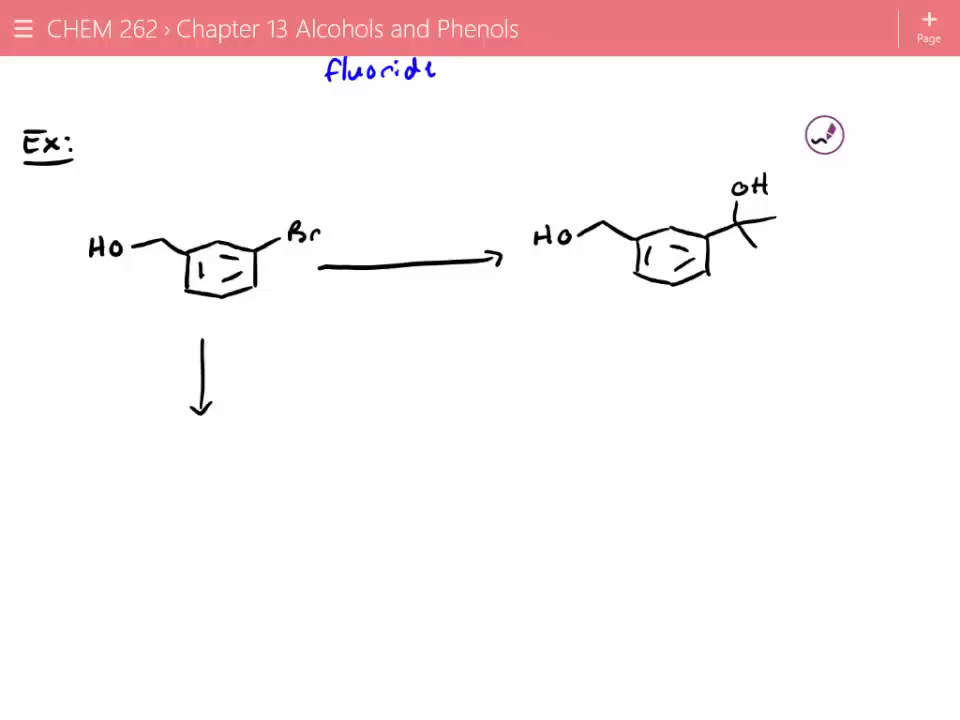 CHEM 262 › Chapter 13 Alcohols and Phenols
Page
fluoride
Ex:
OH
HO
Br
HO